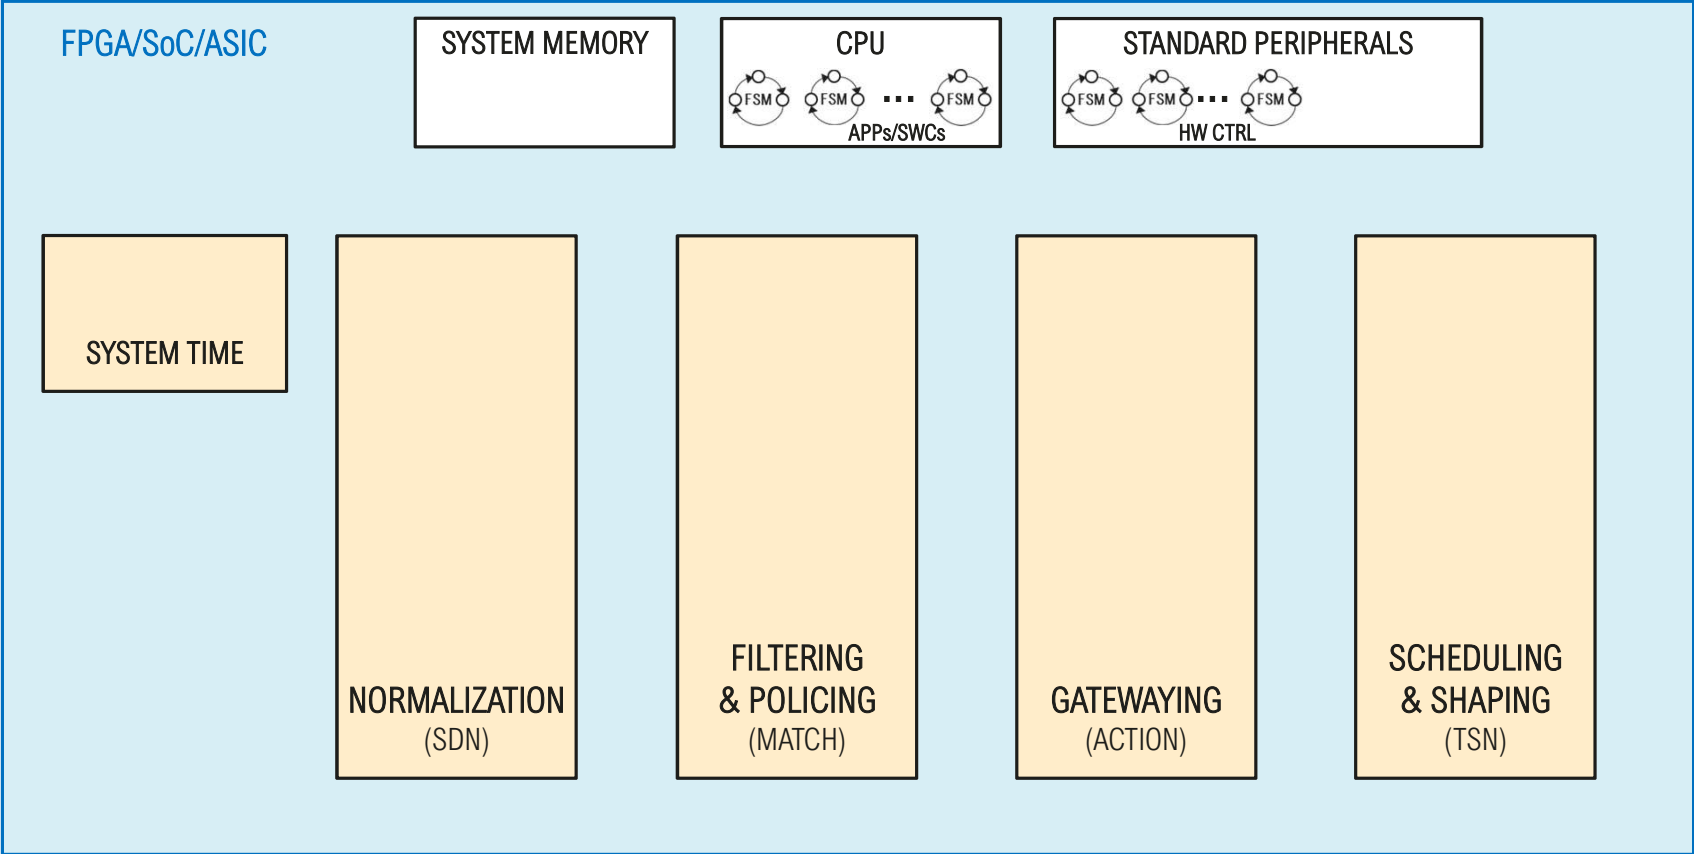 FPGA/SoC/ASIC
SYSTEM MEMORY
CPU
FSM FSM ... FSM
APPs/SWCs
STANDARD PERIPHERALS
FSM FSM ... FSM
HW CTRL
SYSTEM TIME
NORMALIZATION
(SDN)
FILTERING
& POLICING
(MATCH)
GATEWAYING
(ACTION)
SCHEDULING
& SHAPING
(TSN)